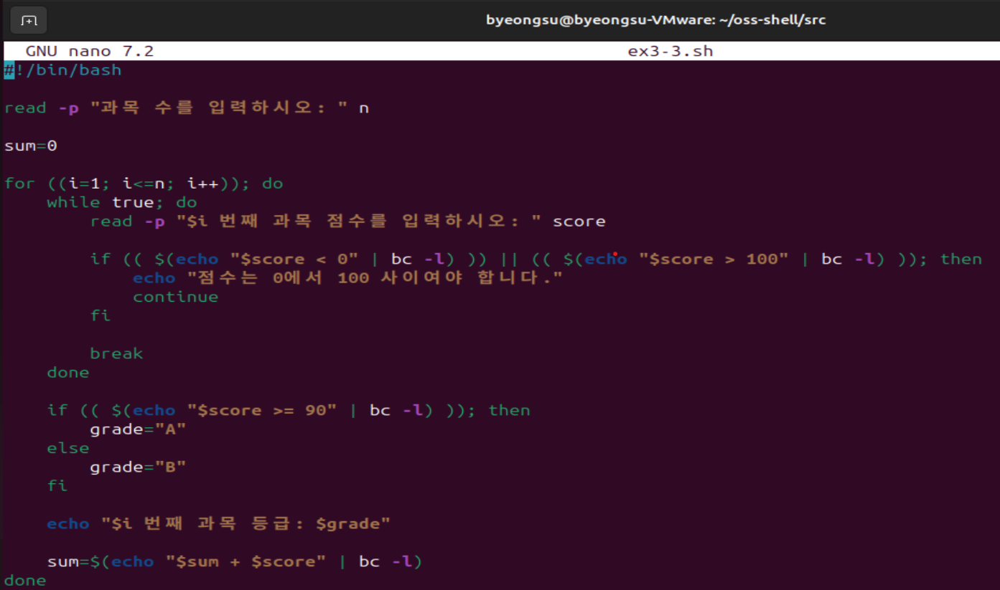 byeongsu@byeongsu-VMware: ~/oss-shell/src
GNU nano 7.2 ex3-3.sh
#!/bin/bash
read -p "과목 수를 입력하시오: " n
sum=0
for ((i=1; i<=n; i++)); do
while true; do
read -p "$i 번째 과목 점수를 입력하시오: " score
if (( $(echo "$score < 0" | bc -l) )) || (( $(echo "$score > 100" | bc -l) )); then
echo "점수는 0에서 100 사이여야 합니다."
continue
fi
break
done
if (( $(echo "$score >= 90" | bc -l) )); then
grade="A"
else
grade="B"
fi
echo "$i 번째 과목 등급: $grade"
sum=$(echo "$sum + $score" | bc -l)
done